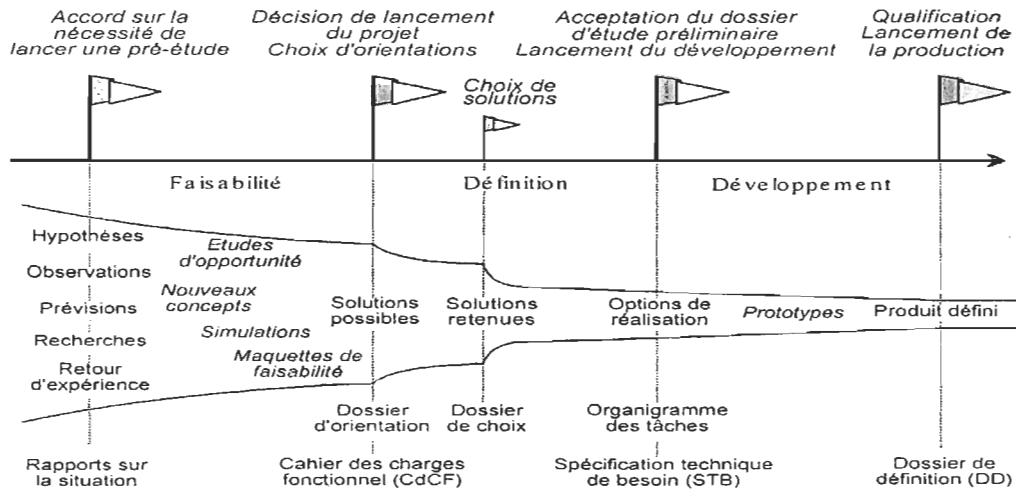 Accord sur la
nécessité de
lancer une pré-étude
Décision de lancement
du projet
Choix d'orientations
Choix de
solutions
Acceptation du dossier
d'étude préliminaire
Lancement du développement
Qualification
Lancement de
la production
Faisabilité
Définition
Développement
Hypothéses
Observations
Prévisions
Recherches
Retour
d'expérience
Etudes
d'opportunité
Nouveaux
concepts
Simulations
Maquettes de
faisabilité
Solutions
possibles
Solutions
retenues
Options de
réalisation
Prototypes
Produit défini
Dossier
d'orientation
Dossier
de choix
Organigramme
des tâches
Rapports sur
la situation
Cahier des charges
fonctionnel (CdCF)
Spécification technique
de besoin (STB)
Dossier de
définition (DD)